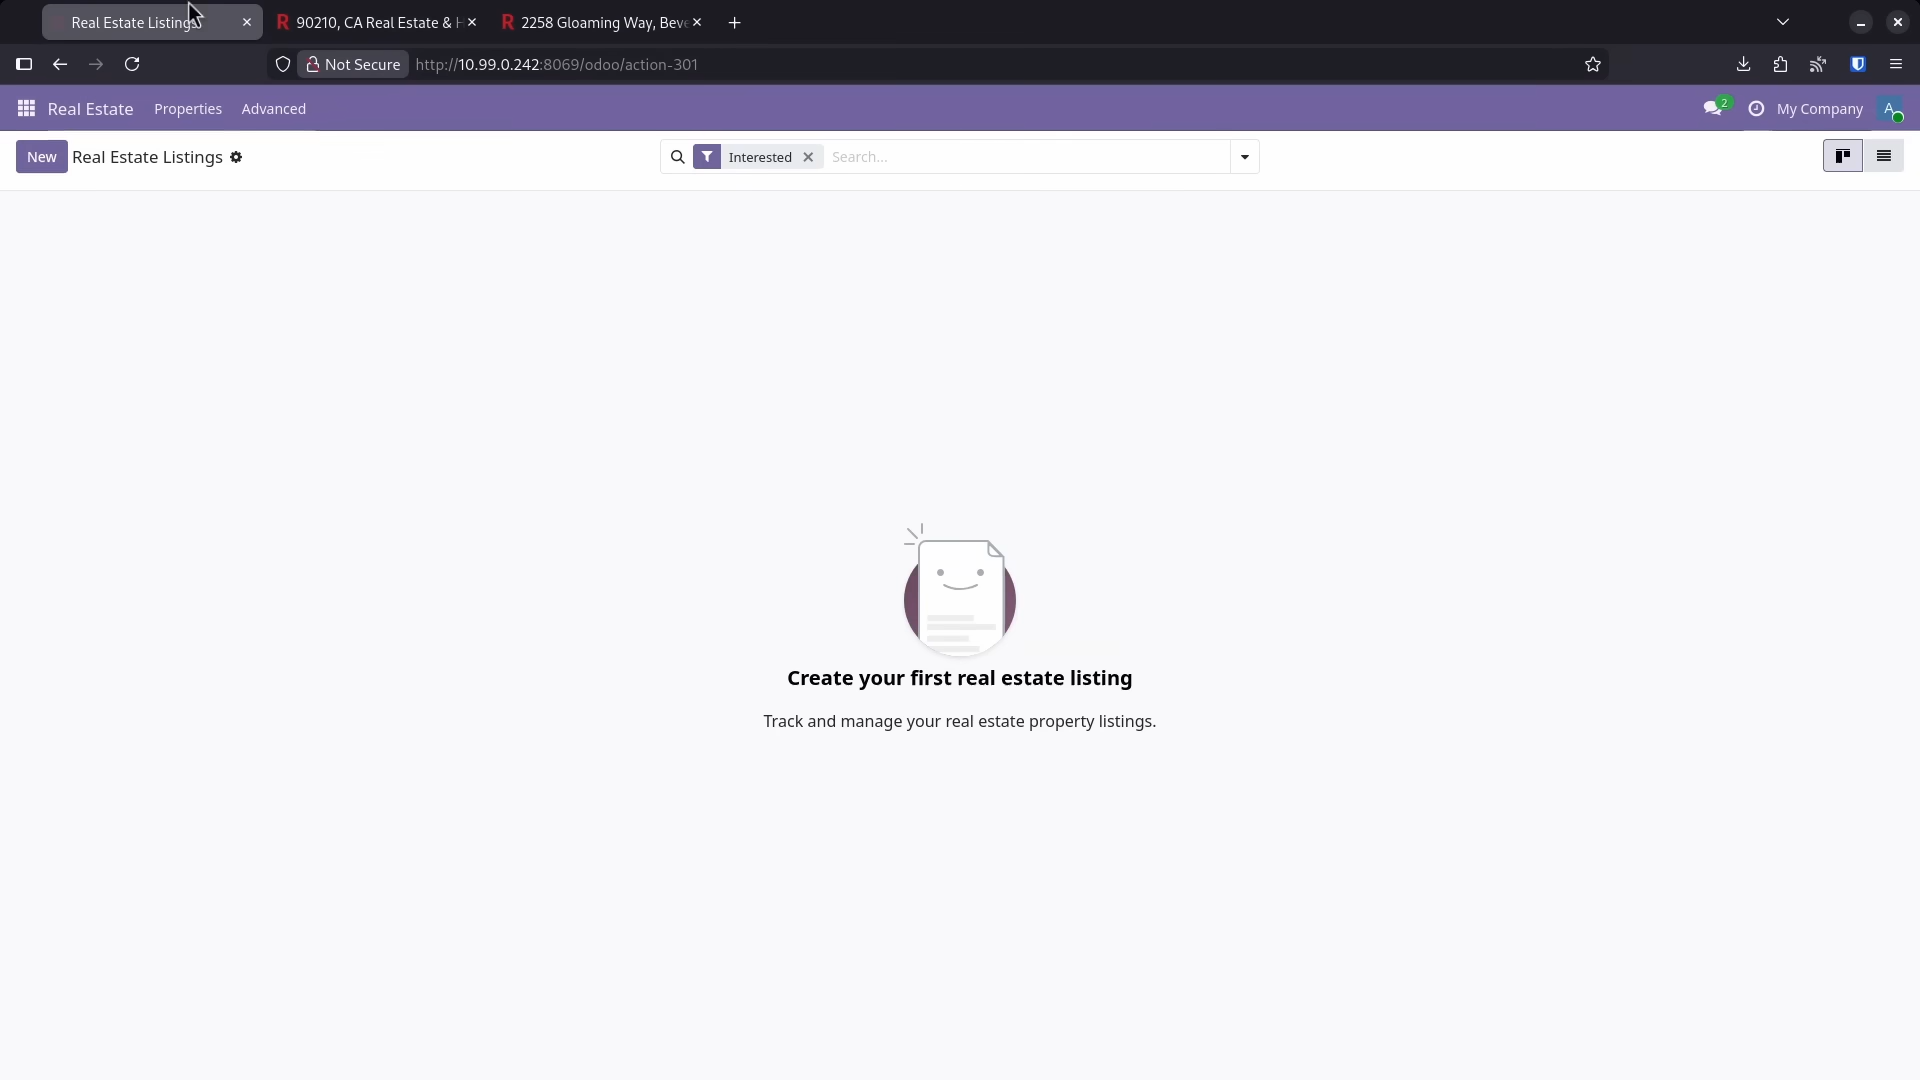 Real Estate Listings
90210, CA Real Estate & H
2258 Gloaming Way, Beve
Not Secure
http://10.99.0.242:8069/odoo/action-301
Real Estate
Properties
Advanced
2
My Company
A
New
Real Estate Listings
Interested
Search...
Create your first real estate listing
Track and manage your real estate property listings.